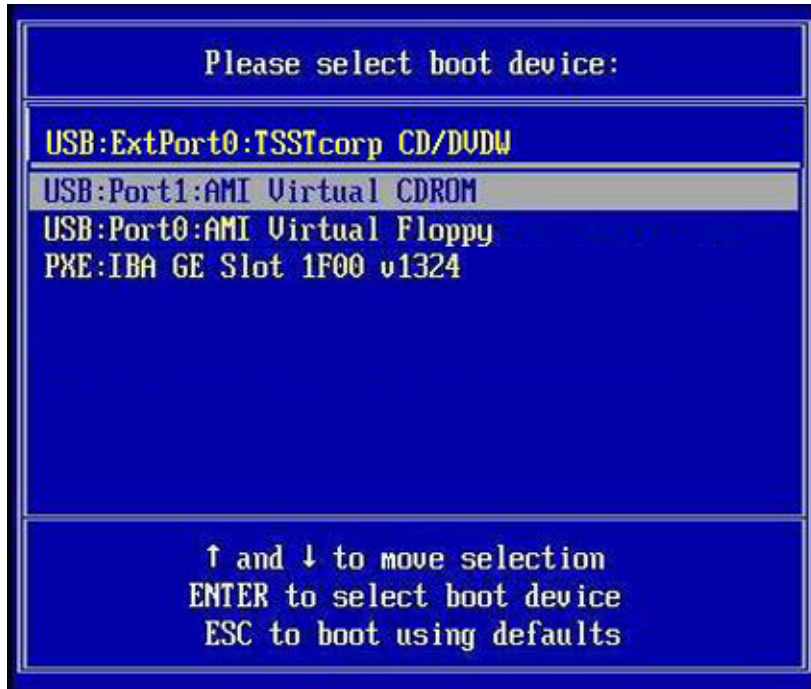 Please select boot device:
USB:ExtPort0:TSSTcorp CD/DVDW
USB:Port1:AMI Virtual CDROM
USB:Port0:AMI Virtual Floppy
PXE:IBA GE Slot 1F00 v1324
↑ and ↓ to move selection
ENTER to select boot device
ESC to boot using defaults